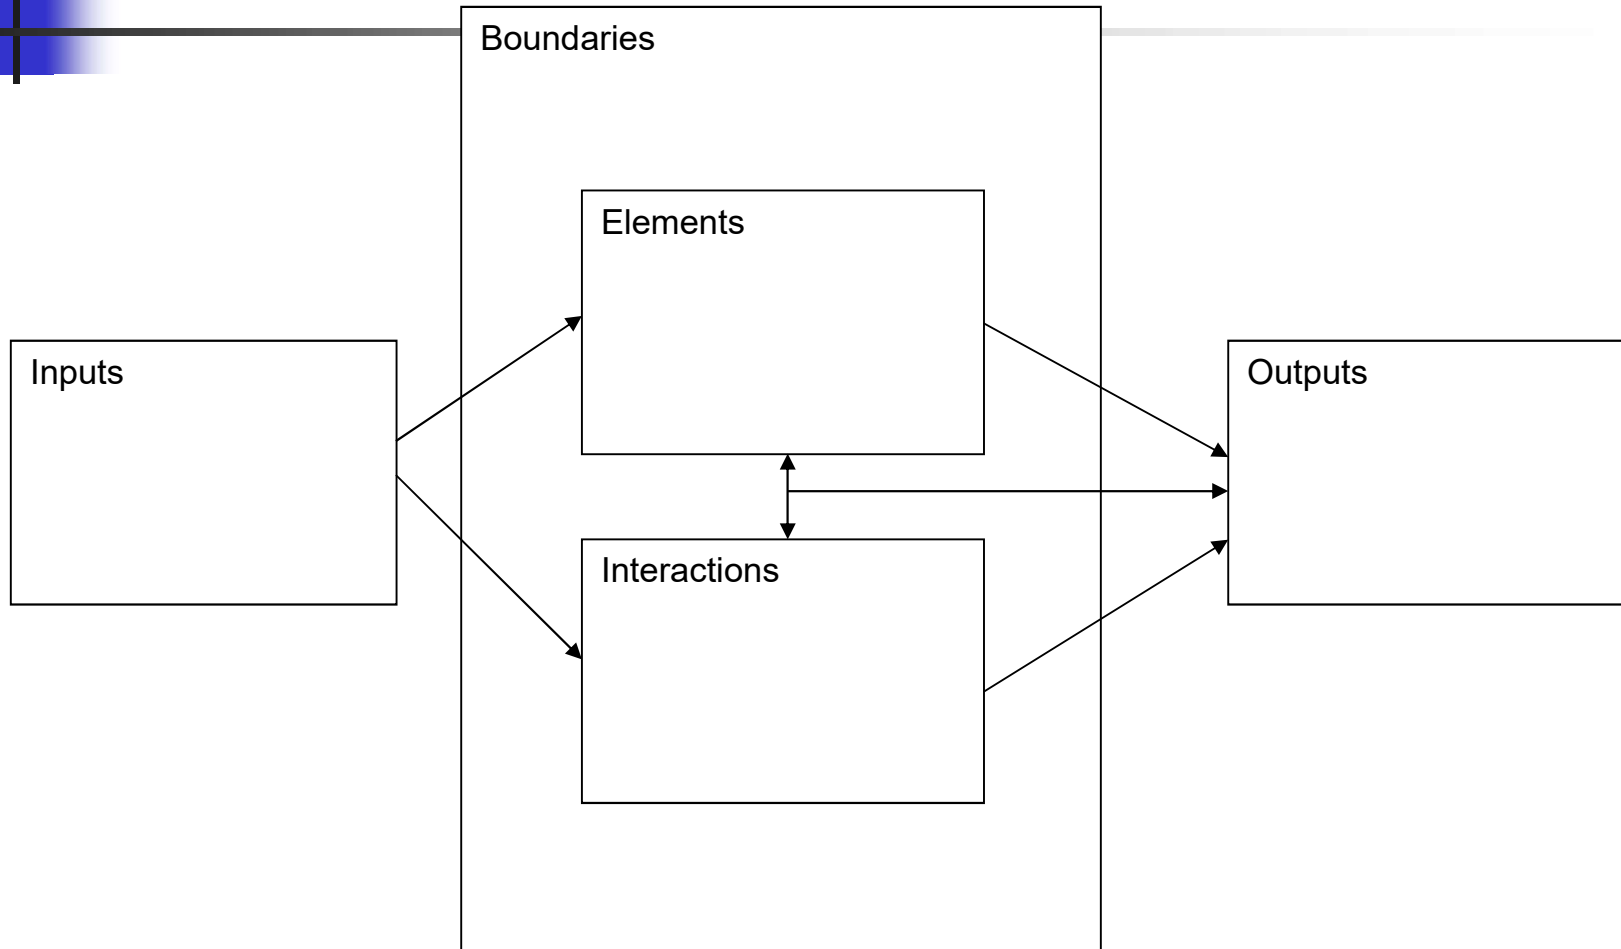 Boundaries
Elements
Inputs
Outputs
Interactions